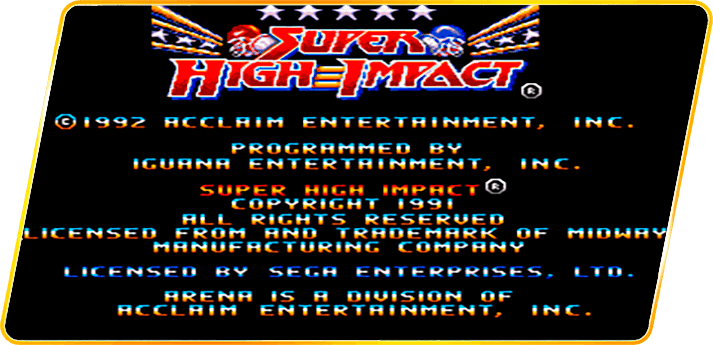 SUPER
HIGH IMPACT®
©1992 ACCLAIM ENTERTAINMENT, INC.
PROGRAMMED BY
IGUANA ENTERTAINMENT, INC.
SUPER HIGH IMPACT®
COPYRIGHT 1991
ALL RIGHTS RESERVED
LICENSED FROM AND TRADEMARK OF MIDWAY
MANUFACTURING COMPANY
LICENSED BY SEGA ENTERPRISES, LTD.
ARENA IS A DIVISION OF
ACCLAIM ENTERTAINMENT, INC.